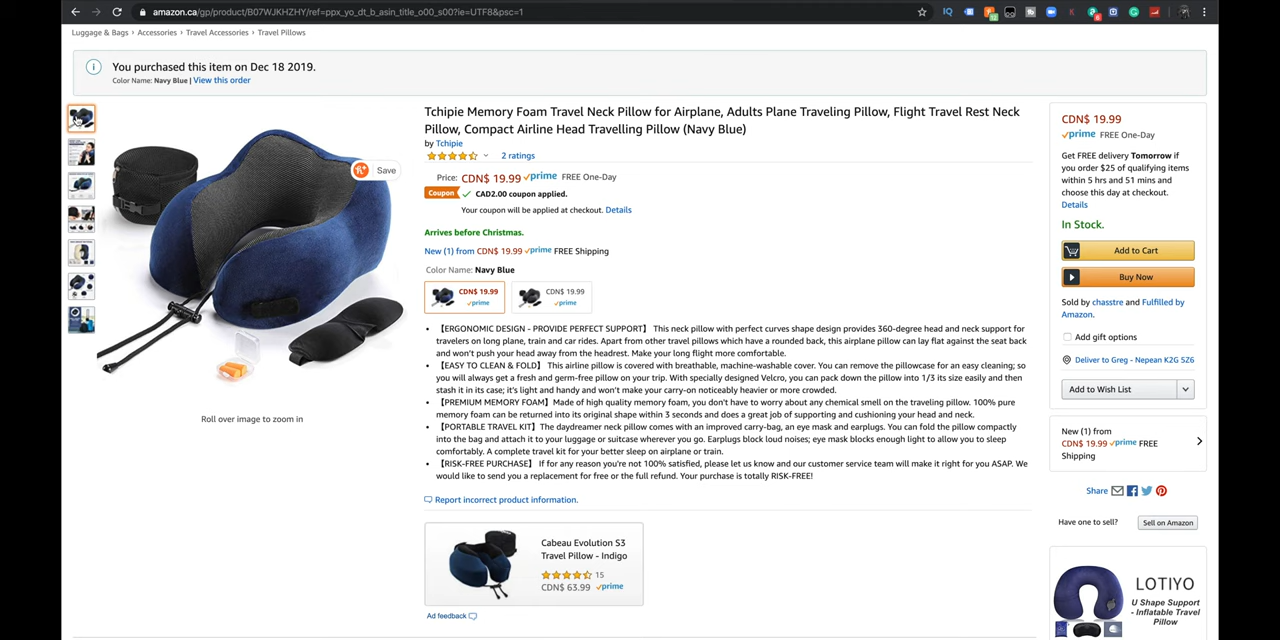 amazon.ca/gp/product/B07WJKHZHY/ref=ppx_yo_dt_b_asin_title_o00_s00?ie=UTF8&psc=1
Luggage & Bags › Accessories › Travel Accessories › Travel Pillows
You purchased this item on Dec 18 2019.
Color Name: Navy Blue | View this order
Save
Roll over image to zoom in
Tchipie Memory Foam Travel Neck Pillow for Airplane, Adults Plane Traveling Pillow, Flight Travel Rest Neck
Pillow, Compact Airline Head Travelling Pillow (Navy Blue)
by Tchipie
2 ratings
Price: CDN$ 19.99 prime FREE One-Day
Coupon CAD2.00 coupon applied.
Your coupon will be applied at checkout. Details
Arrives before Christmas.
New (1) from CDN$ 19.99 prime FREE Shipping
Color Name: Navy Blue
CDN$ 19.99 CDN$ 19.99
prime prime
• 【ERGONOMIC DESIGN - PROVIDE PERFECT SUPPORT】 This neck pillow with perfect curves shape design provides 360-degree head and neck support for
travelers on long plane, train and car rides. Apart from other travel pillows which have a rounded back, this airplane pillow can lay flat against the seat back
and won't push your head away from the headrest. Make your long flight more comfortable.
• 【EASY TO CLEAN & FOLD】 This airline pillow is covered with breathable, machine-washable cover. You can remove the pillowcase for an easy cleaning; so
you will always get a fresh and germ-free pillow on your trip. With specially designed Velcro, you can pack down the pillow into 1/3 its size easily and then
stash it in its case; it's light and handy and won't make your carry-on noticeably heavier or more crowded.
• 【PREMIUM MEMORY FOAM】 Made of high quality memory foam, you don't have to worry about any chemical smell on the traveling pillow. 100% pure
memory foam can be returned into its original shape within 3 seconds and does a great job of supporting and cushioning your head and neck.
• 【PORTABLE TRAVEL KIT】 The daydreamer neck pillow comes with an improved carry-bag, an eye mask and earplugs. You can fold the pillow compactly
into the bag and attach it to your luggage or suitcase wherever you go. Earplugs block loud noises; eye mask blocks enough light to allow you to sleep
comfortably. A complete travel kit for your better sleep on airplane or train.
• 【RISK-FREE PURCHASE】 If for any reason you're not 100% satisfied, please let us know and our customer service team will make it right for you ASAP. We
would like to send you a replacement for free or the full refund. Your purchase is totally RISK-FREE!
Report incorrect product information.
Cabeau Evolution S3
Travel Pillow - Indigo
15
CDN$ 63.99 prime
Ad feedback
CDN$ 19.99
prime FREE One-Day
Get FREE delivery Tomorrow if
you order $25 of qualifying items
within 5 hrs and 51 mins and
choose this day at checkout.
Details
In Stock.
Add to Cart
Buy Now
Sold by chasstre and Fulfilled by
Amazon.
Add gift options
Deliver to Greg - Nepean K2G 5Z6
Add to Wish List
New (1) from
CDN$ 19.99 prime FREE
Shipping
Share
Have one to sell? Sell on Amazon
LOTIYO
U Shape Support
- Inflatable Travel
Pillow